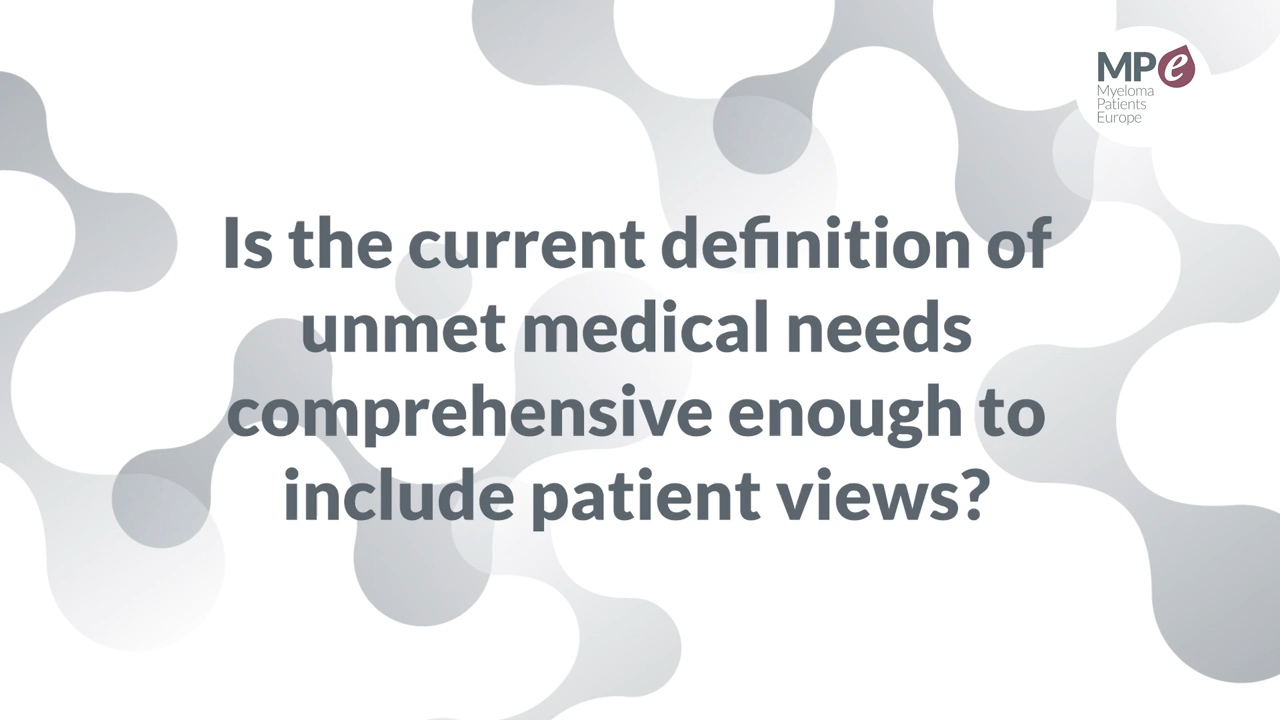 MPe
Myeloma
Patients
Europe
Is the current definition of
unmet medical needs
comprehensive enough to
include patient views?